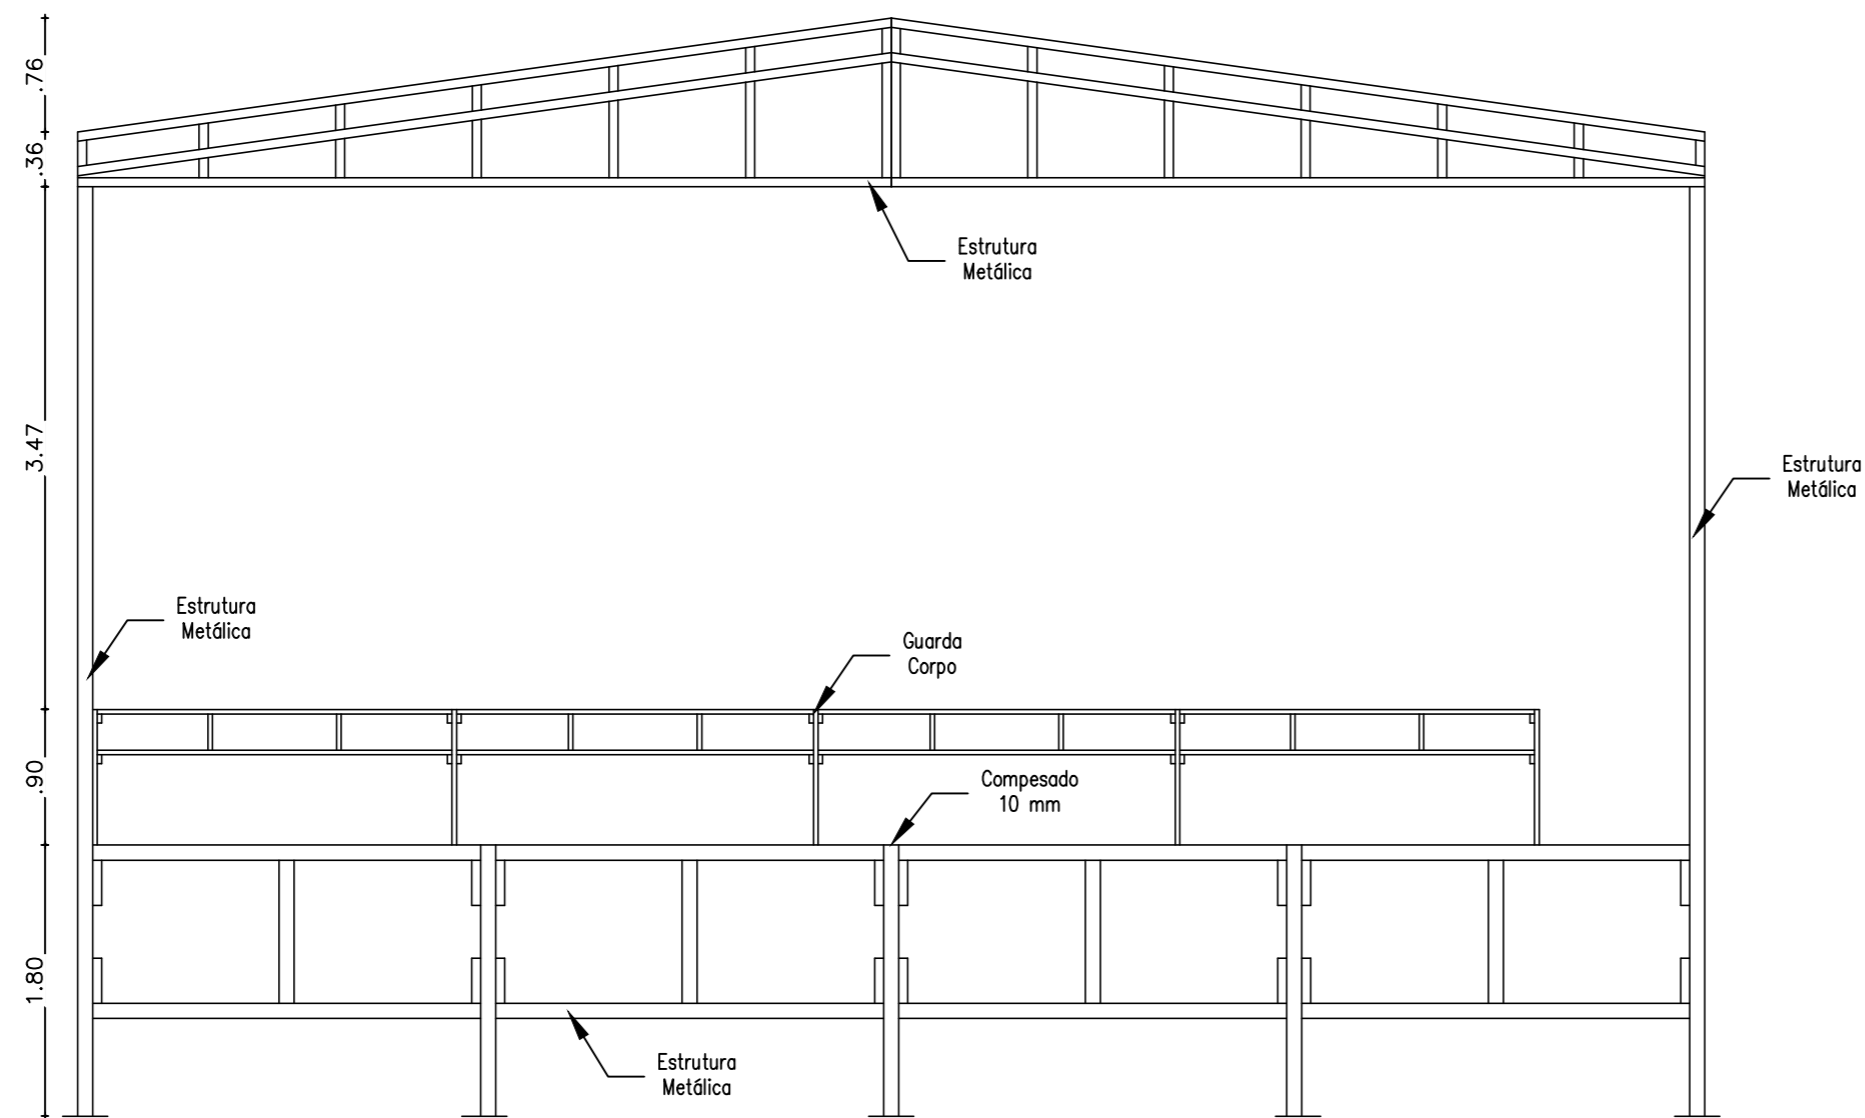 .76
.36
Estrutura
Metálica
3.47
Estrutura
Metálica
Estrutura
Metálica
Guarda
Corpo
.90
Compesado
10 mm
1.80
Estrutura
Metálica